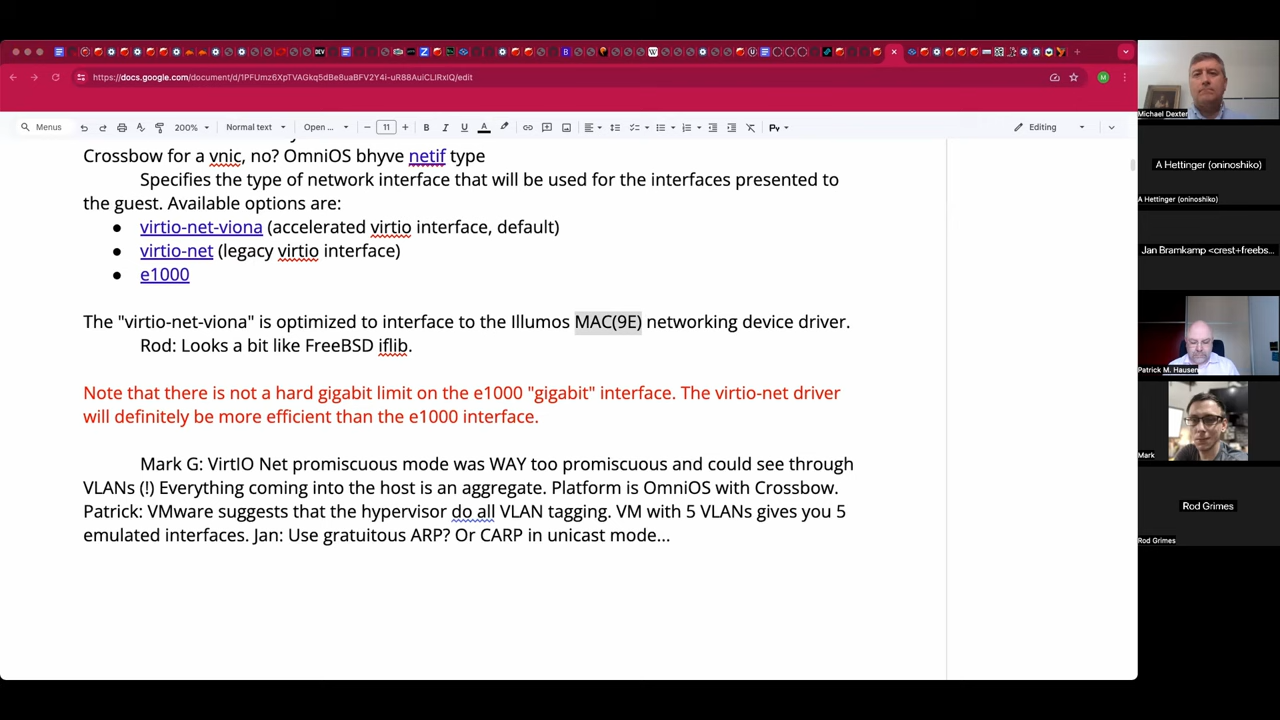 https://docs.google.com/document/d/1PFUmz6XpTVAGkq5dBe8uaBFV2Y4i-uR88AuiCLIRxIQ/edit
Menus
200%
Normal text
Open ...
11
Editing
Crossbow for a vnic, no? OmniOS bhyve netif type
Specifies the type of network interface that will be used for the interfaces presented to
the guest. Available options are:
● virtio-net-viona (accelerated virtio interface, default)
● virtio-net (legacy virtio interface)
● e1000
The "virtio-net-viona" is optimized to interface to the Illumos MAC(9E) networking device driver.
Rod: Looks a bit like FreeBSD iflib.
Note that there is not a hard gigabit limit on the e1000 "gigabit" interface. The virtio-net driver
will definitely be more efficient than the e1000 interface.
Mark G: VirtIO Net promiscuous mode was WAY too promiscuous and could see through
VLANs (!) Everything coming into the host is an aggregate. Platform is OmniOS with Crossbow.
Patrick: VMware suggests that the hypervisor do all VLAN tagging. VM with 5 VLANs gives you 5
emulated interfaces. Jan: Use gratuitous ARP? Or CARP in unicast mode...
Michael Dexter
A Hettinger (oninoshiko)
A Hettinger (oninoshiko)
Jan Bramkamp <crest+freebs...
Patrick M. Hausen
Mark
Rod Grimes
Rod Grimes